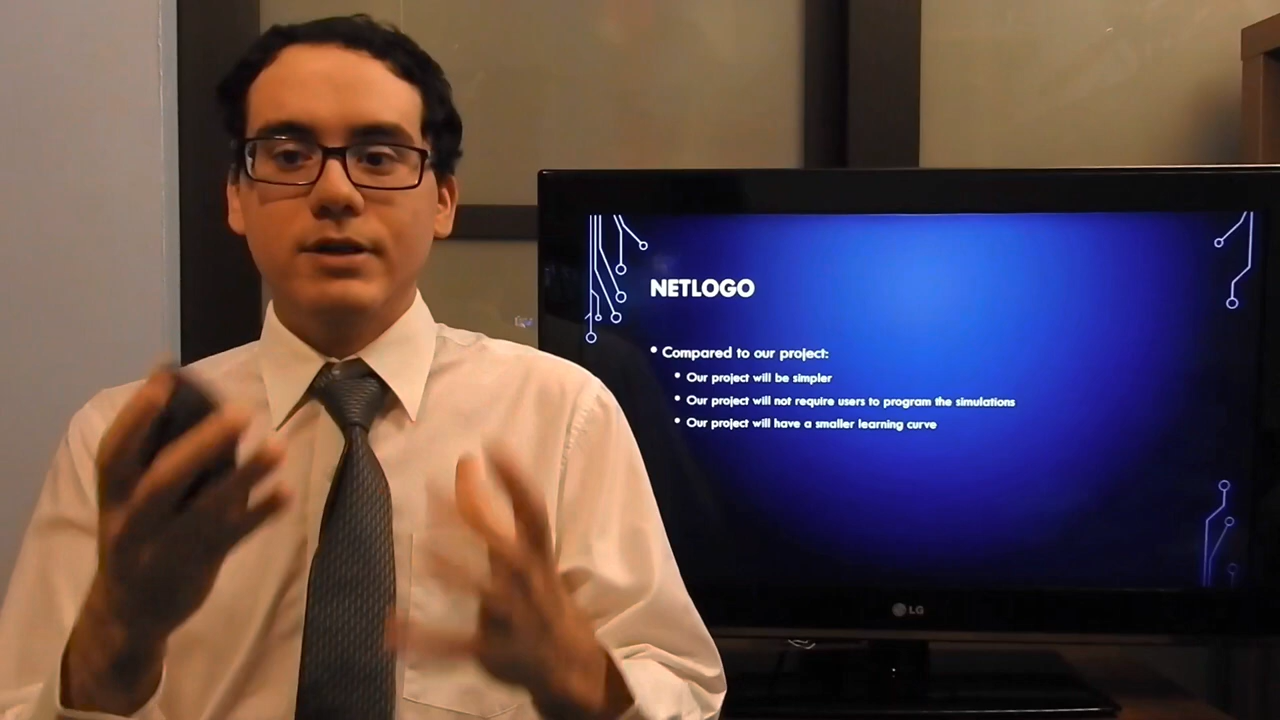 NETLOGO
• Compared to our project:
• Our project will be simpler
• Our project will not require users to program the simulations
• Our project will have a smaller learning curve
LG